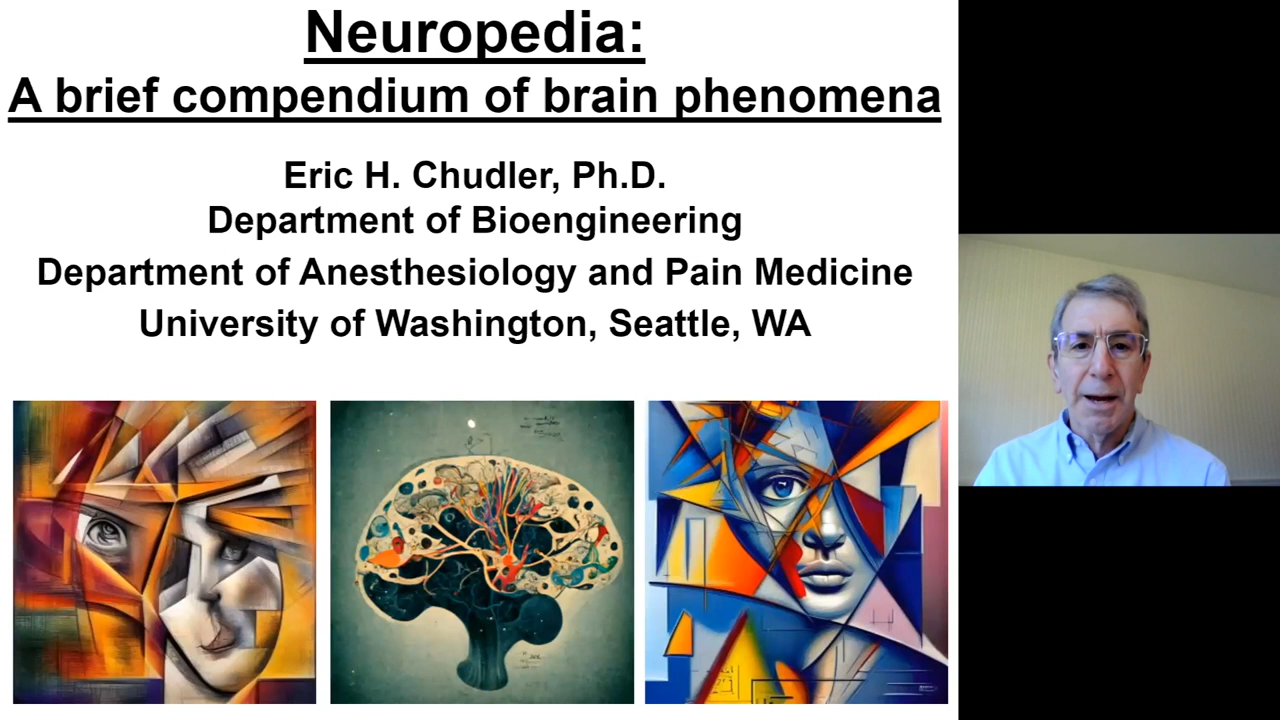 Neuropedia:
A brief compendium of brain phenomena
Eric H. Chudler, Ph.D.
Department of Bioengineering
Department of Anesthesiology and Pain Medicine
University of Washington, Seattle, WA